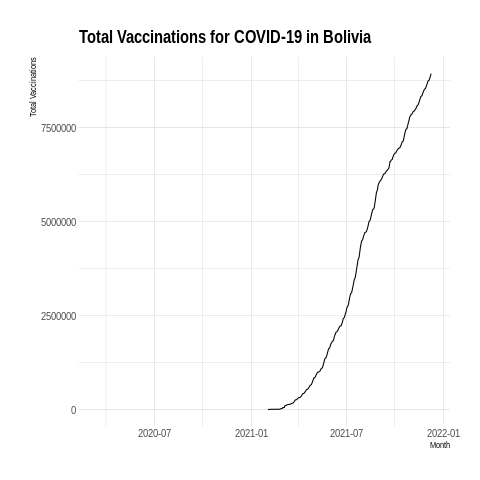 Total Vaccinations for COVID-19 in Bolivia
Total Vaccinations
7500000
5000000
2500000
0
2020-07 2021-01 2021-07 2022-01
Month